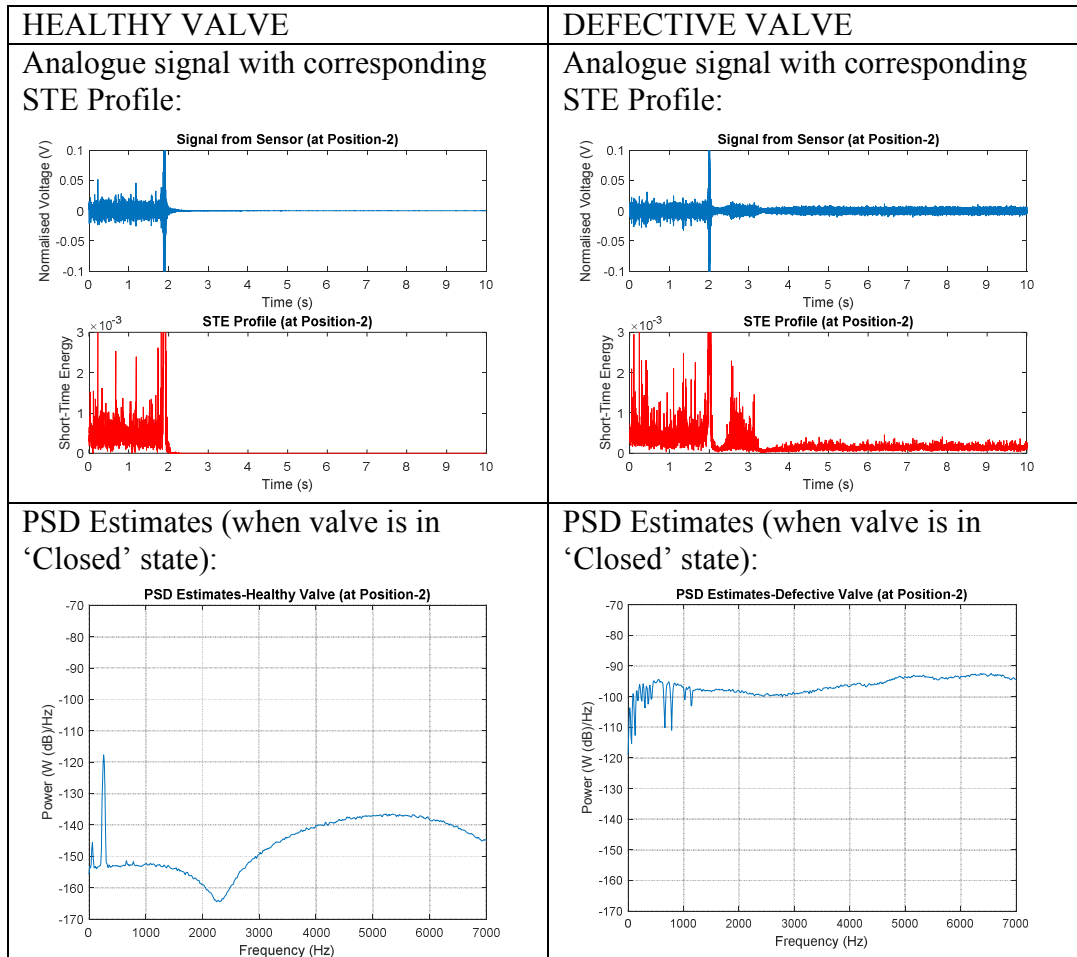 HEALTHY VALVE
DEFECTIVE VALVE
Analogue signal with corresponding
STE Profile:
Signal from Sensor (at Position-2)
Normalised Voltage (V)
0.1
0.05
0
-0.05
-0.1
0 1 2 3 4 5 6 7 8 9 10
Time (s)
×10⁻³
STE Profile (at Position-2)
Short-Time Energy
3
2
1
0
0 1 2 3 4 5 6 7 8 9 10
Time (s)
Analogue signal with corresponding
STE Profile:
Signal from Sensor (at Position-2)
Normalised Voltage (V)
0.1
0.05
0
-0.05
-0.1
0 1 2 3 4 5 6 7 8 9 10
Time (s)
×10⁻³
STE Profile (at Position-2)
Short-Time Energy
3
2
1
0
0 1 2 3 4 5 6 7 8 9 10
Time (s)
PSD Estimates (when valve is in
‘Closed’ state):
PSD Estimates-Healthy Valve (at Position-2)
Power (W (dB)/Hz)
-70
-80
-90
-100
-110
-120
-130
-140
-150
-160
-170
0 1000 2000 3000 4000 5000 6000 7000
Frequency (Hz)
PSD Estimates (when valve is in
‘Closed’ state):
PSD Estimates-Defective Valve (at Position-2)
Power (W (dB)/Hz)
-70
-80
-90
-100
-110
-120
-130
-140
-150
-160
-170
0 1000 2000 3000 4000 5000 6000 7000
Frequency (Hz)